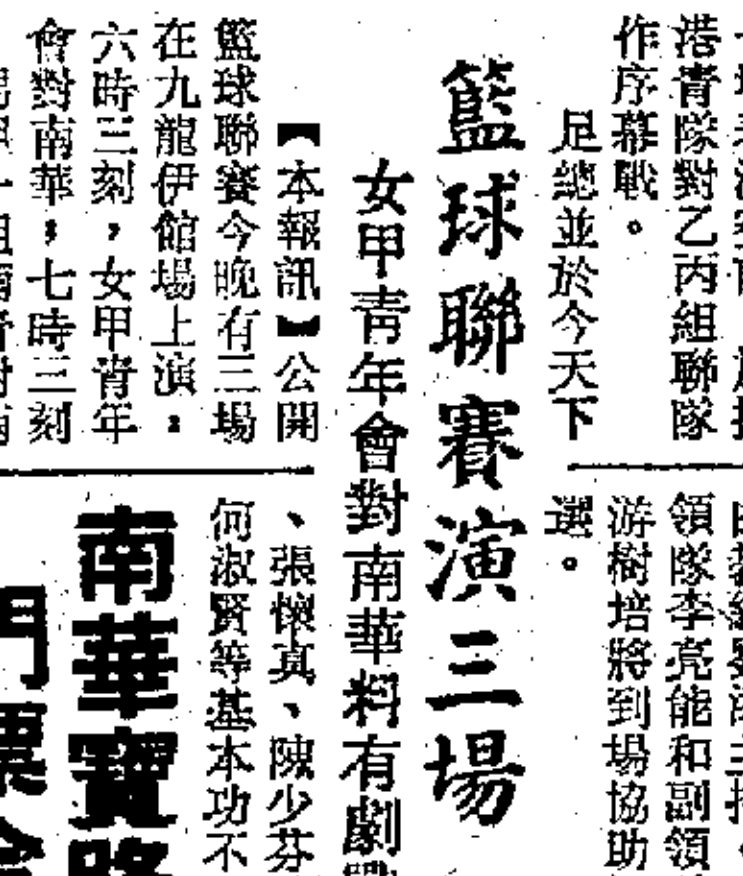 港青隊對乙丙組聯隊
作序幕戰。
足總並於今天下
領隊李亮能和副領
游樹培將到場協助
選。
籃球聯賽演三場
女甲青年會對南華料有劇戰
【本報訊】公開
籃球聯賽今晚有三場
在九龍伊館場上演：
六時三刻，女甲青年
會對南華；七時三刻
、張懷真、陳少芬
何淑賢等基本功不
南華寶路
門票